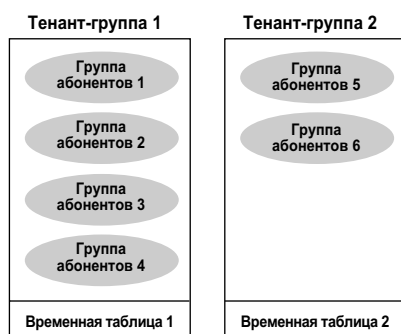 Тенант-группа 1
Группа
абонентов 1
Группа
абонентов 2
Группа
абонентов 3
Группа
абонентов 4
Временная таблица 1
Тенант-группа 2
Группа
абонентов 5
Группа
абонентов 6
Временная таблица 2